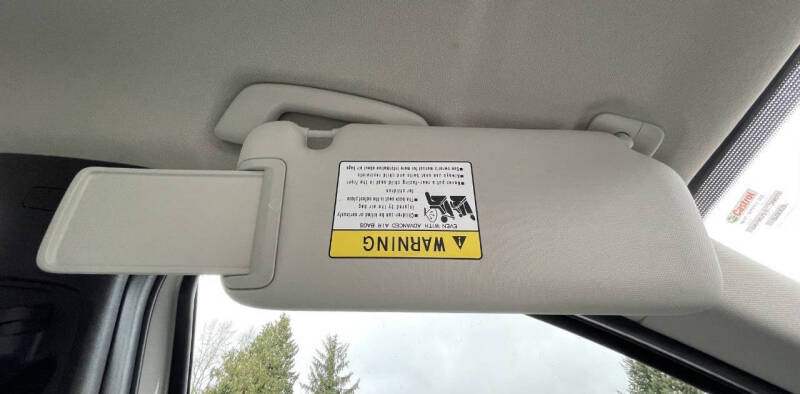 WARNING
EVEN WITH ADVANCED AIR BAGS
●Children can be killed or seriously
injured by the air bag
●The back seat is the safest place
for children
●Never put rear-facing child seat in the front
●Always use seat belts and child restraints
●See owner's manual for more information about air bags
Castrol